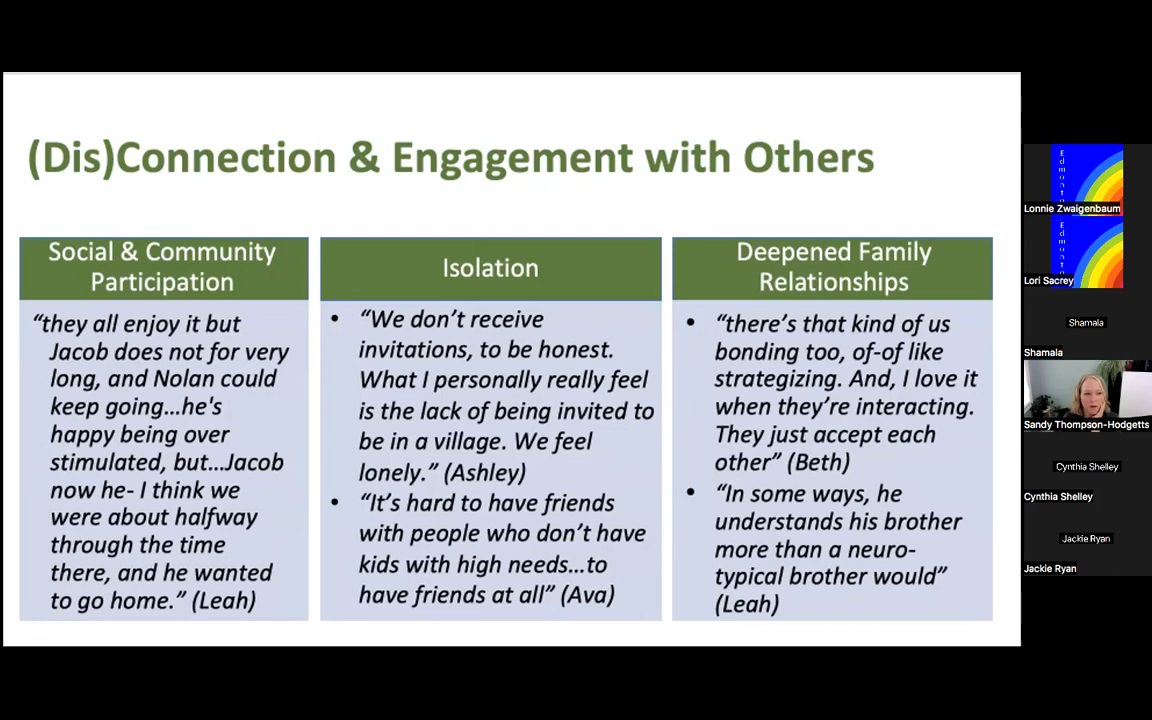 (Dis)Connection & Engagement with Others
Social & Community
Participation
“they all enjoy it but
Jacob does not for very
long, and Nolan could
keep going...he's
happy being over
stimulated, but...Jacob
now he- I think we
were about halfway
through the time
there, and he wanted
to go home.” (Leah)
Isolation
• “We don’t receive
invitations, to be honest.
What I personally really feel
is the lack of being invited to
be in a village. We feel
lonely.” (Ashley)
• “It’s hard to have friends
with people who don’t have
kids with high needs...to
have friends at all” (Ava)
Deepened Family
Relationships
• “there’s that kind of us
bonding too, of-of like
strategizing. And, I love it
when they’re interacting.
They just accept each
other” (Beth)
• “In some ways, he
understands his brother
more than a neuro-
typical brother would”
(Leah)
Edmonto
Lonnie Zwaigenbaum
Edmont
Lori Sacrey
Shamala
Shamala
Sandy Thompson-Hodgetts
Cynthia Shelley
Cynthia Shelley
Jackie Ryan
Jackie Ryan